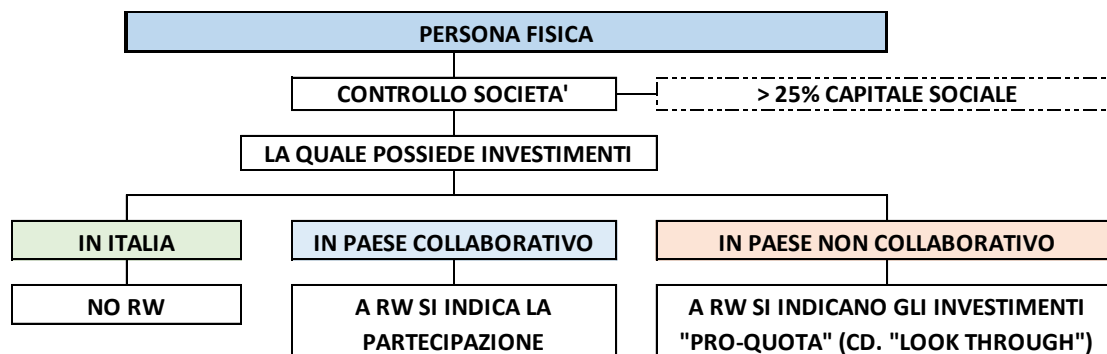 PERSONA FISICA
CONTROLLO SOCIETA'
> 25% CAPITALE SOCIALE
LA QUALE POSSIEDE INVESTIMENTI
IN ITALIA
IN PAESE COLLABORATIVO
IN PAESE NON COLLABORATIVO
NO RW
A RW SI INDICA LA
PARTECIPAZIONE
A RW SI INDICANO GLI INVESTIMENTI
"PRO-QUOTA" (CD. "LOOK THROUGH")